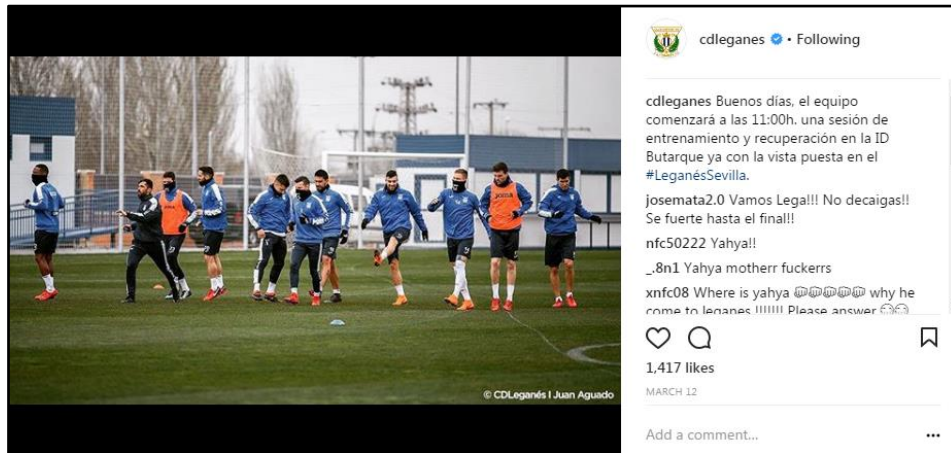 cdleganes • Following
cdleganes Buenos días, el equipo
comenzará a las 11:00h. una sesión de
entrenamiento y recuperación en la ID
Butarque ya con la vista puesta en el
#LeganésSevilla.
josemata2.0 Vamos Lega!!! No decaigas!!
Se fuerte hasta el final!!
nfc50222 Yahya!!
_.8n1 Yahya motherr fuckerrs
xnfc08 Where is yahya 👊👊👊👊👊 why he
come to leganes !!!!!!! Please answer
1,417 likes
MARCH 12
Add a comment...
© CDLeganés I Juan Aguado